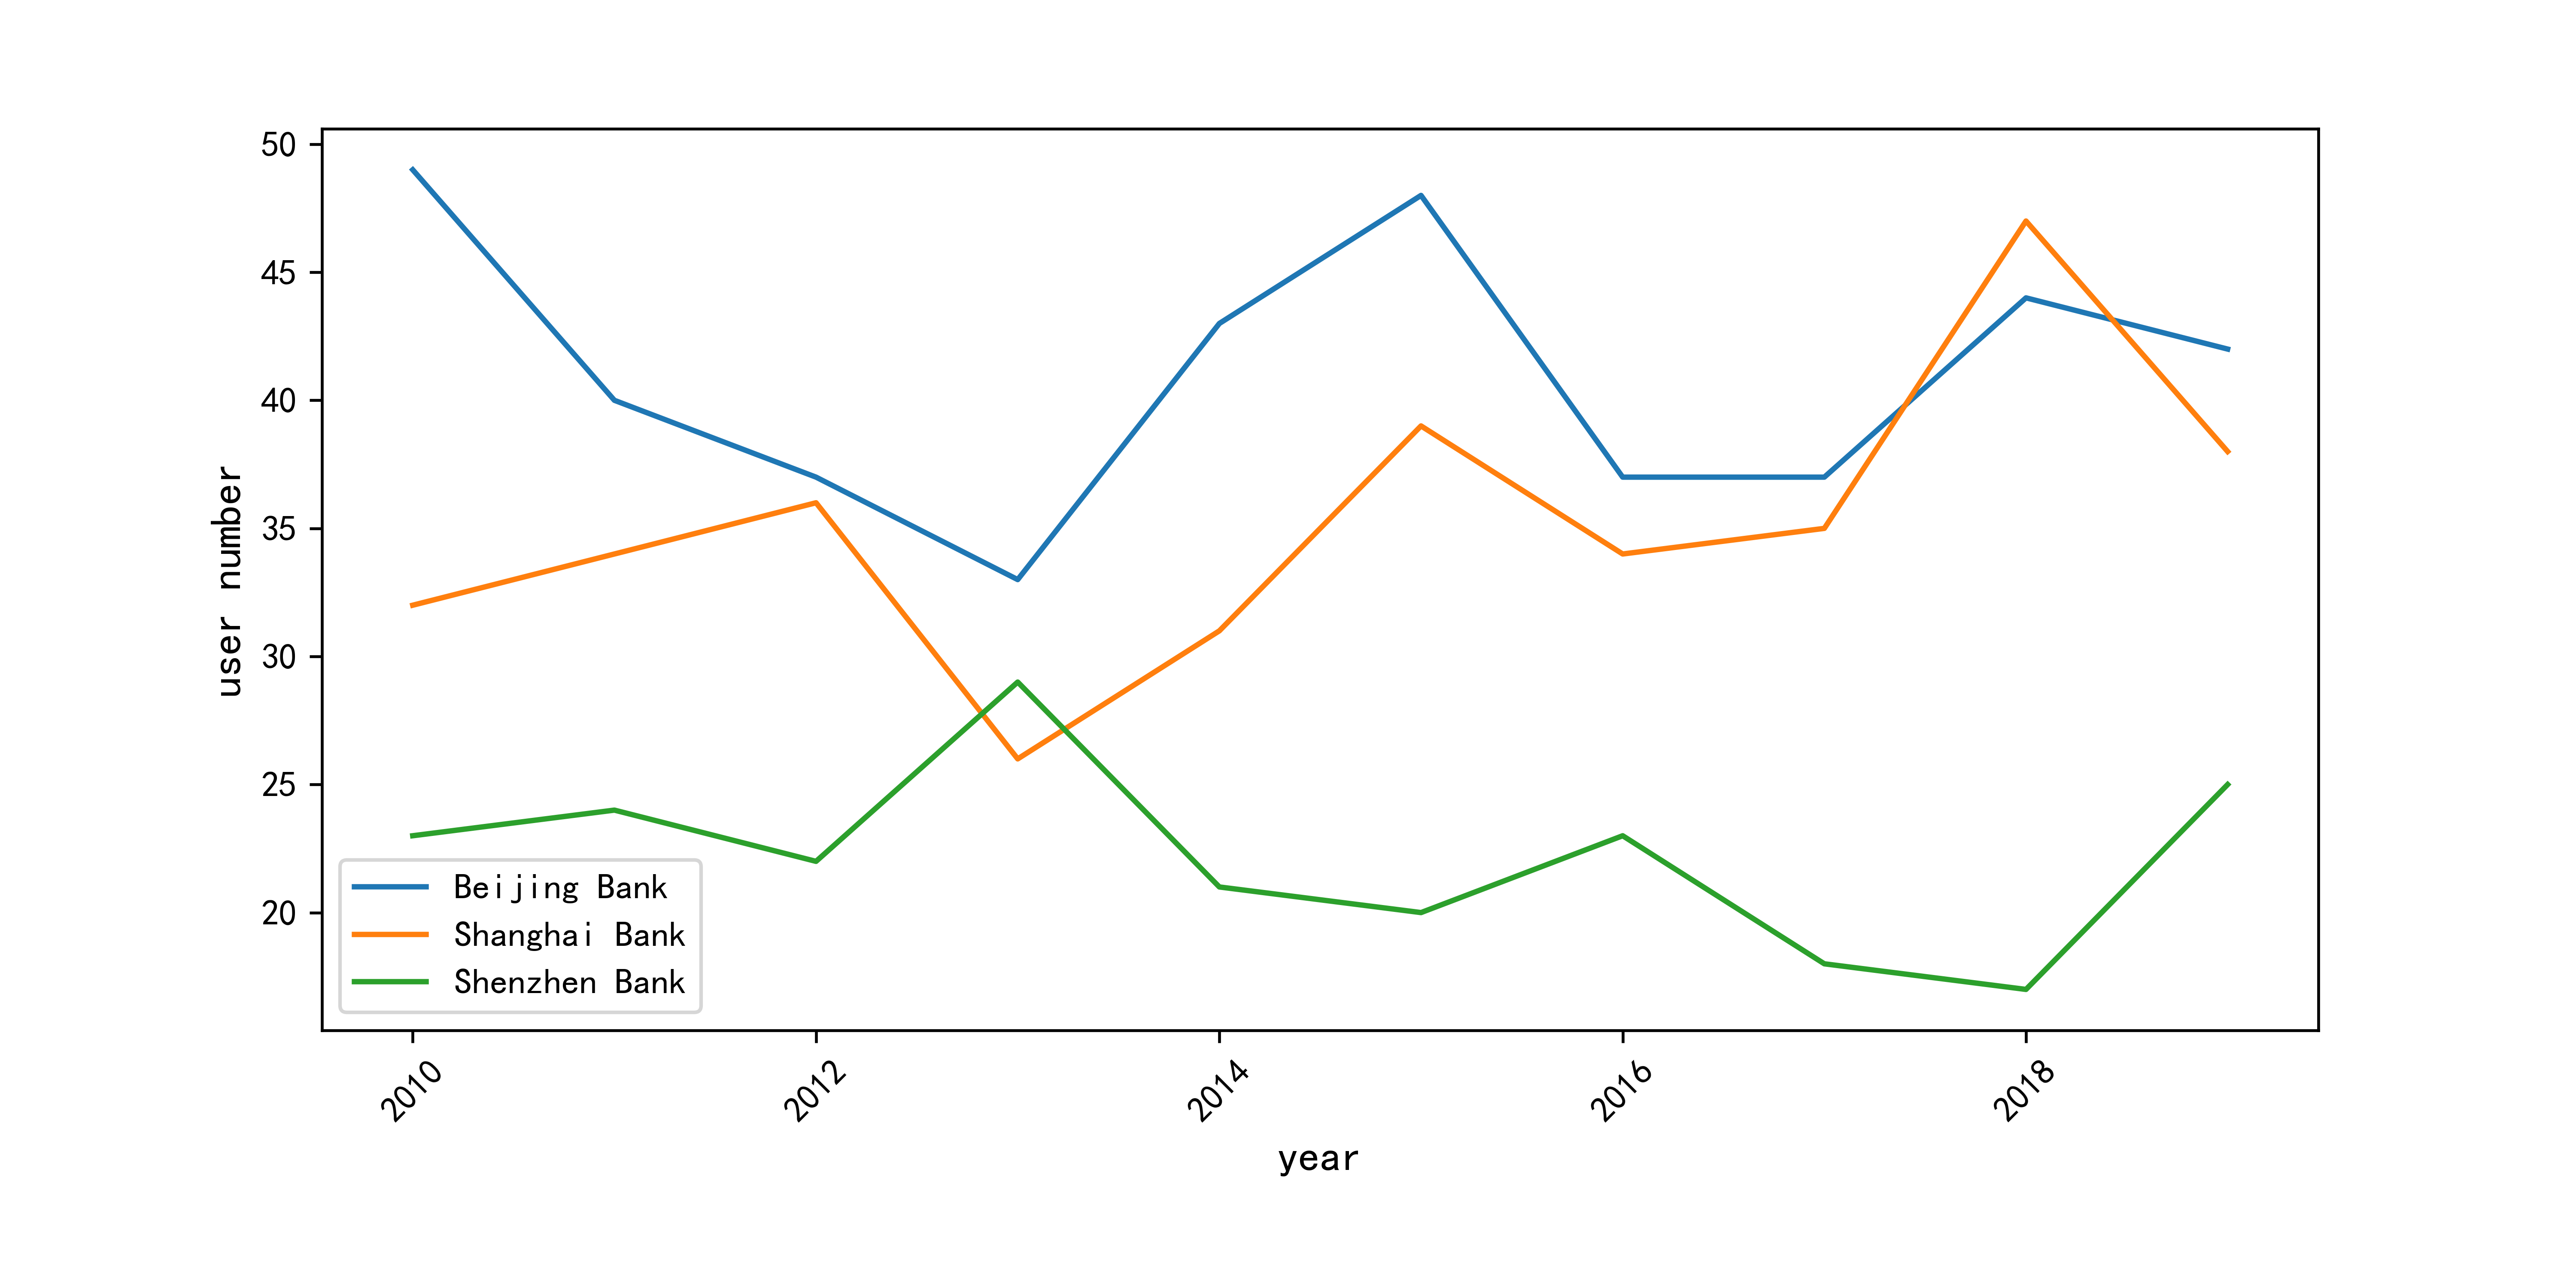 50
45
40
35
30
25
20
user number
Beijing Bank
Shanghai Bank
Shenzhen Bank
2010
2012
2014
2016
2018
year